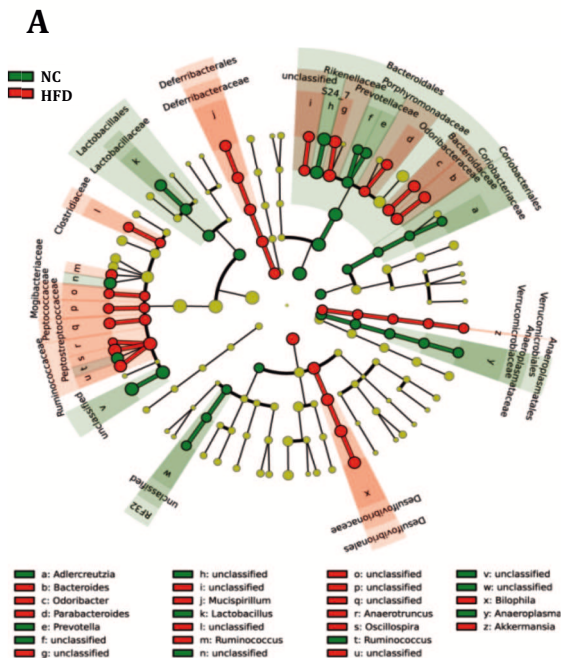 A
NC
HFD
Deferribacterales
Deferribacteraceae
j
Lactobacillales
Lactobacillaceae
k
Clostridiaceae
l
Mogibacteriaceae
Peptococcaceae
Peptostreptococcaceae
Ruminococcaceae
m
n
o
p
q
r
s
t
u
unclassified
v
RF32
unclassified
w
Desulfovibrionaceae
Desulfovibrionales
x
Anaeroplasmatales
Anaeroplasmataceae
Verrucomicrobiales
Verrucomicrobiaceae
y
z
Coriobacteriales
Coriobacteriaceae
a
Bacteroidales
Porphyromonadaceae
Bacteroidaceae
Odoribacteraceae
Prevotellaceae
Rikenellaceae
S24_7
unclassified
i
h
g
f
e
d
c
b
a: Adlercreutzia
b: Bacteroides
c: Odoribacter
d: Parabacteroides
e: Prevotella
f: unclassified
g: unclassified
h: unclassified
i: unclassified
j: Mucispirillum
k: Lactobacillus
l: unclassified
m: Ruminococcus
n: unclassified
o: unclassified
p: unclassified
q: unclassified
r: Anaerotruncus
s: Oscillospira
t: Ruminococcus
u: unclassified
v: unclassified
w: unclassified
x: Bilophila
y: Anaeroplasma
z: Akkermansia